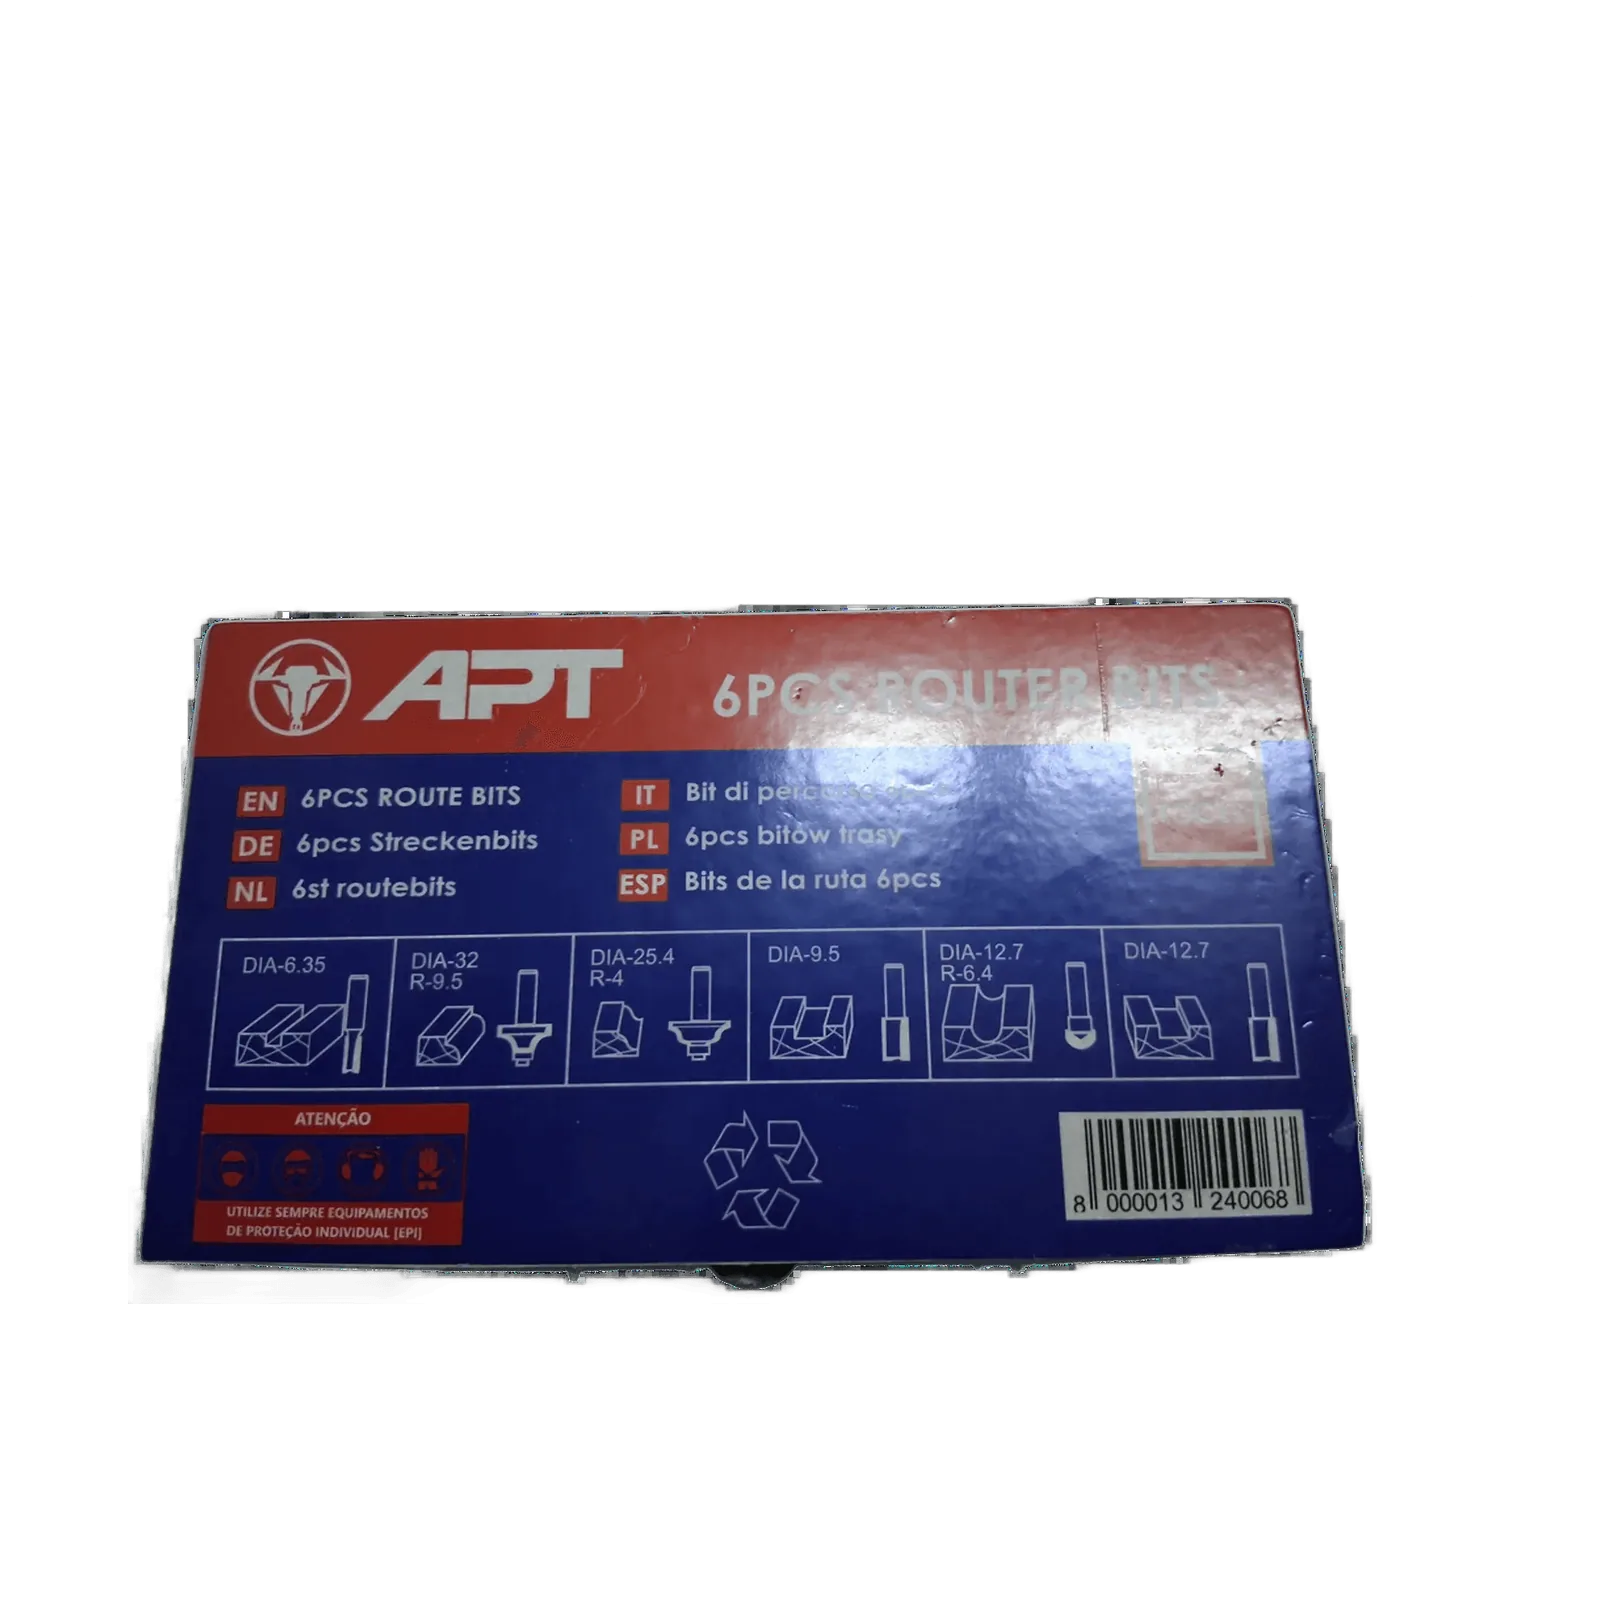 APT
6PCS ROUTER BITS
EN 6PCS ROUTE BITS
DE 6pcs Streckenbits
NL 6st routebits
IT Bit di percorso
PL 6pcs bitów trasy
ESP Bits de la ruta 6pcs
DIA-6.35
DIA-32
R-9.5
DIA-25.4
R-4
DIA-9.5
DIA-12.7
R-6.4
DIA-12.7
ATENÇÃO
UTILIZE SEMPRE EQUIPAMENTOS
DE PROTEÇÃO INDIVIDUAL [EPI]
8 000013 240068